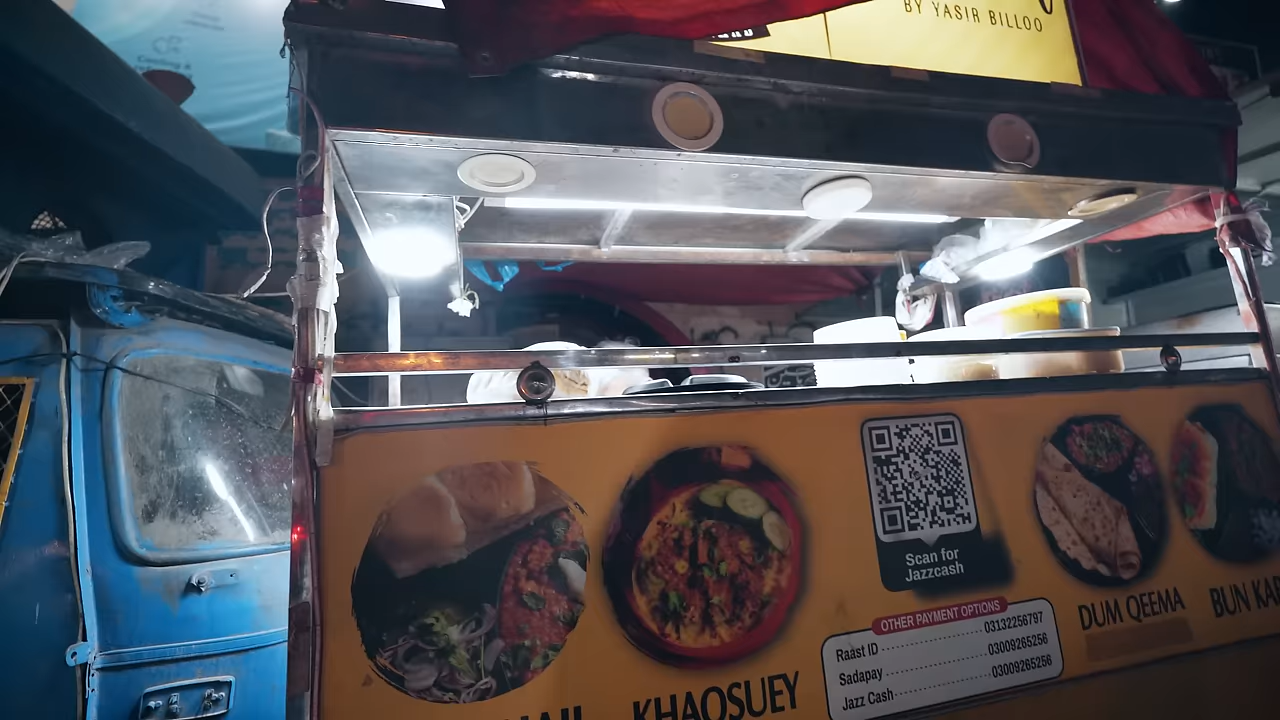 BY YASIR BILLOO
Scan for
Jazzcash
OTHER PAYMENT OPTIONS
Raast ID 03132256797
Sadapay 03009265256
Jazz Cash 03009265256
KHAOSUEY
DUM QEEMA
BUN